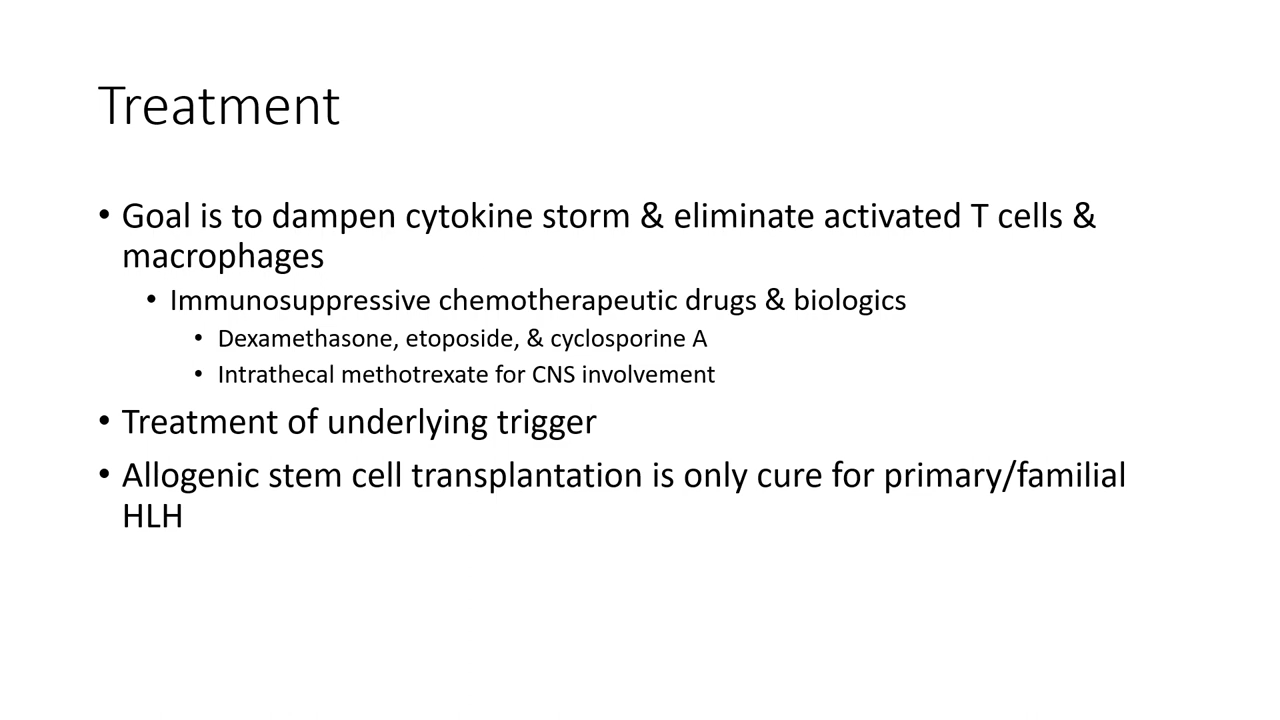 Treatment
• Goal is to dampen cytokine storm & eliminate activated T cells &
macrophages
• Immunosuppressive chemotherapeutic drugs & biologics
• Dexamethasone, etoposide, & cyclosporine A
• Intrathecal methotrexate for CNS involvement
• Treatment of underlying trigger
• Allogenic stem cell transplantation is only cure for primary/familial
HLH